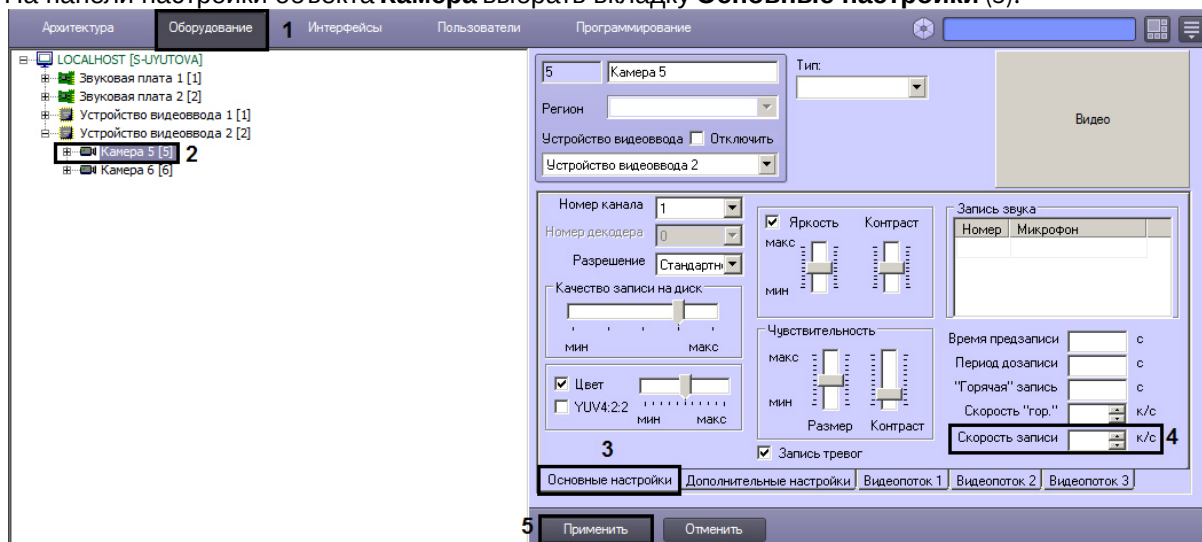 На панели настройки объекта Камера выбрать вкладку Основные настройки (3).
Архитектура Оборудование 1 Интерфейсы Пользователи Программирование
LOCALHOST [S-UYUTOVA]
Звуковая плата 1 [1]
Звуковая плата 2 [2]
Устройство видеоввода 1 [1]
Устройство видеоввода 2 [2]
Камера 5 [5] 2
Камера 6 [6]
5 Камера 5
Тип:
Регион
Устройство видеоввода Отключить
Устройство видеоввода 2
Видео
Номер канала 1
Номер декодера 0
Разрешение Стандартн
Качество записи на диск
мин макс
Цвет
YUV4:2:2
мин макс
3
Яркость Контраст
макс
мин
Чувствительность
макс
мин
Размер Контраст
Запись тревог
Запись звука
Номер Микрофон
Время предзаписи с
Период дозаписи с
"Горячая" запись с
Скорость "гор." к/с
Скорость записи к/с 4
Основные настройки Дополнительные настройки Видеопоток 1 Видеопоток 2 Видеопоток 3
5 Применить Отменить